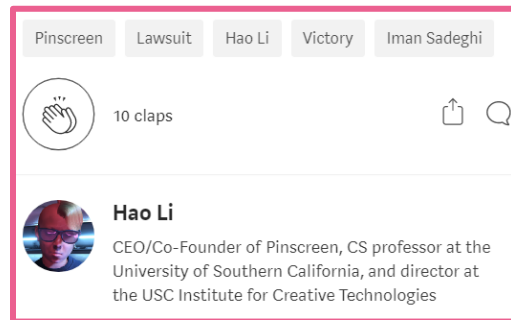 Pinscreen Lawsuit Hao Li Victory Iman Sadeghi
10 claps
Hao Li
CEO/Co-Founder of Pinscreen, CS professor at the
University of Southern California, and director at
the USC Institute for Creative Technologies